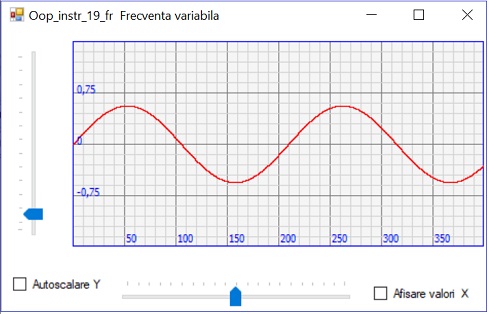 Oop_instr_19_fr Frecventa variabila
0,75
0
-0,75
50 100 150 200 250 300 350
Autoscalare Y
Afisare valori X